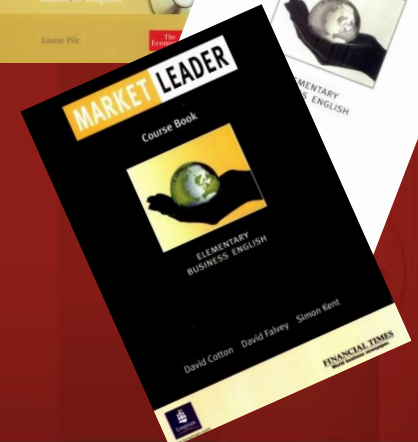 Louise Pile
The
Economist
MARKET LEADER
Course Book
ELEMENTARY
BUSINESS ENGLISH
David Cotton David Falvey Simon Kent
FINANCIAL TIMES
World business newspaper.
Longman
ELEMENTARY
ENGLISH